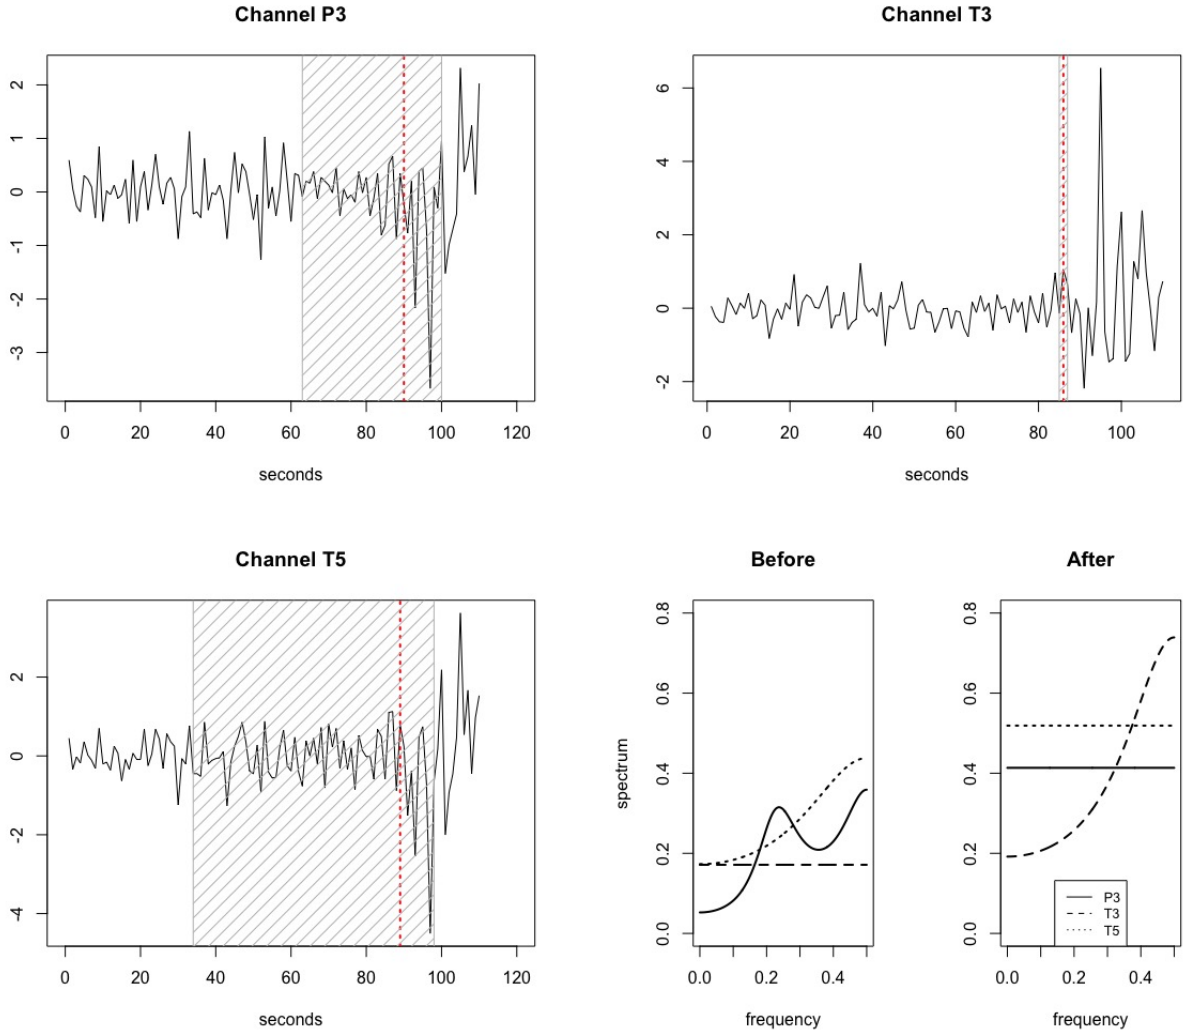 Channel P3
2
1
0
-1
-2
-3
0 20 40 60 80 100 120
seconds
Channel T3
6
4
2
0
-2
0 20 40 60 80 100
seconds
Channel T5
2
0
-2
-4
0 20 40 60 80 100 120
seconds
Before
spectrum
0.8
0.6
0.4
0.2
0.0
0.0 0.2 0.4
frequency
After
0.8
0.6
0.4
0.2
0.0
P3
T3
T5
0.0 0.2 0.4
frequency